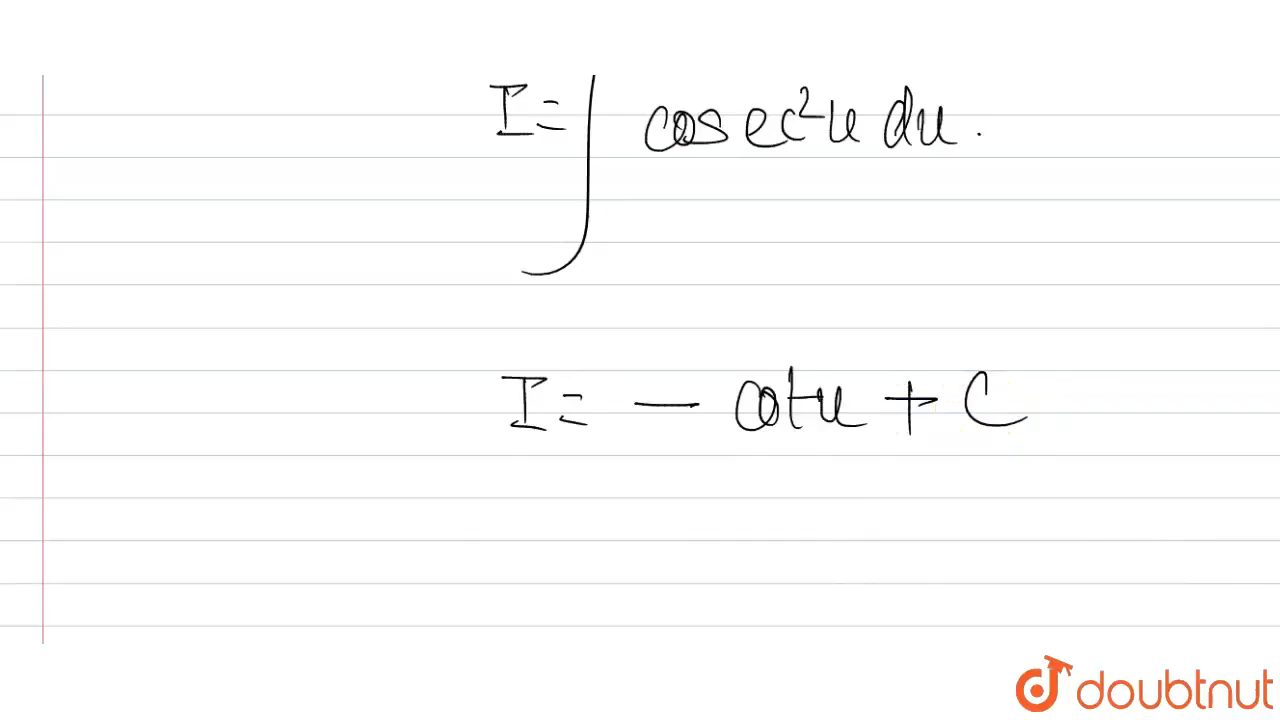 I = ∫ cosec²u du.
I = − cotu + C
doubtnut